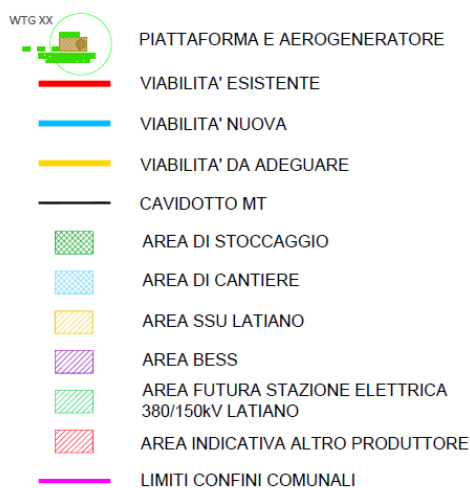 WTG XX
PIATTAFORMA E AEROGENERATORE
VIABILITA' ESISTENTE
VIABILITA' NUOVA
VIABILITA' DA ADEGUARE
CAVIDOTTO MT
AREA DI STOCCAGGIO
AREA DI CANTIERE
AREA SSU LATIANO
AREA BESS
AREA FUTURA STAZIONE ELETTRICA
380/150kV LATIANO
AREA INDICATIVA ALTRO PRODUTTORE
LIMITI CONFINI COMUNALI